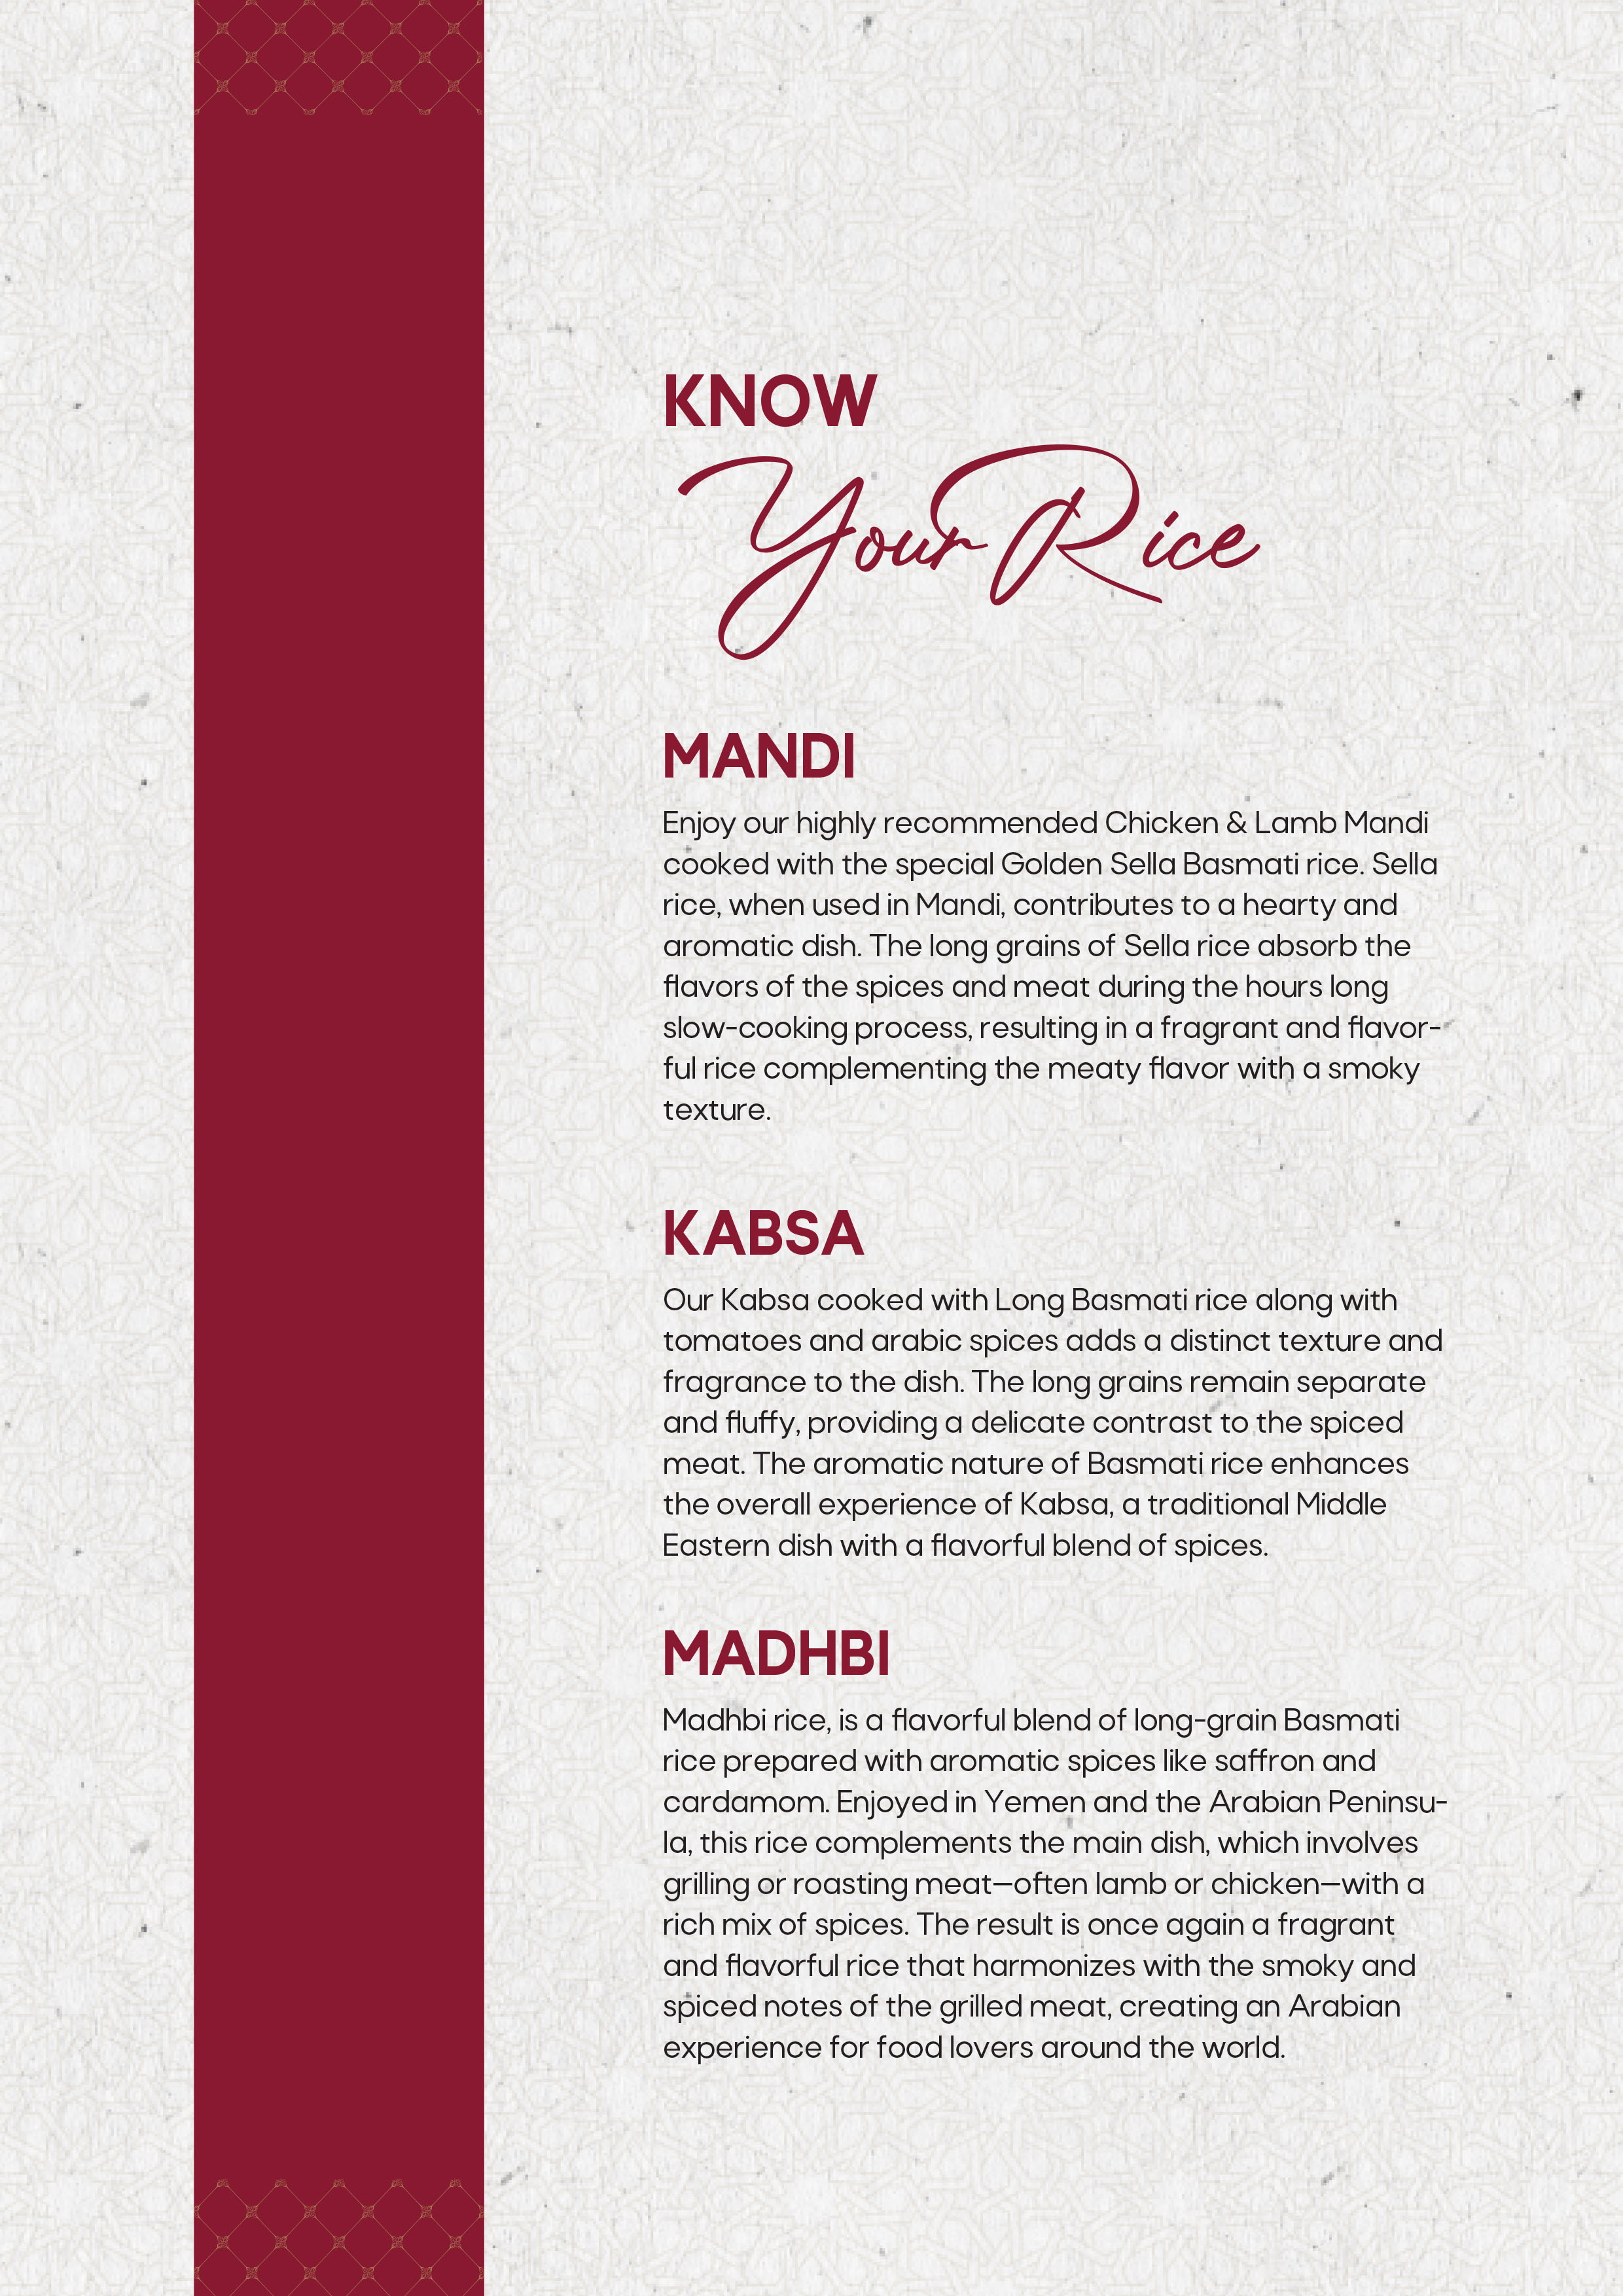 KNOW
Your Rice
MANDI
Enjoy our highly recommended Chicken & Lamb Mandi
cooked with the special Golden Sella Basmati rice. Sella
rice, when used in Mandi, contributes to a hearty and
aromatic dish. The long grains of Sella rice absorb the
flavors of the spices and meat during the hours long
slow-cooking process, resulting in a fragrant and flavor-
ful rice complementing the meaty flavor with a smoky
texture.
KABSA
Our Kabsa cooked with Long Basmati rice along with
tomatoes and arabic spices adds a distinct texture and
fragrance to the dish. The long grains remain separate
and fluffy, providing a delicate contrast to the spiced
meat. The aromatic nature of Basmati rice enhances
the overall experience of Kabsa, a traditional Middle
Eastern dish with a flavorful blend of spices.
MADHBI
Madhbi rice, is a flavorful blend of long-grain Basmati
rice prepared with aromatic spices like saffron and
cardamom. Enjoyed in Yemen and the Arabian Peninsu-
la, this rice complements the main dish, which involves
grilling or roasting meat—often lamb or chicken—with a
rich mix of spices. The result is once again a fragrant
and flavorful rice that harmonizes with the smoky and
spiced notes of the grilled meat, creating an Arabian
experience for food lovers around the world.